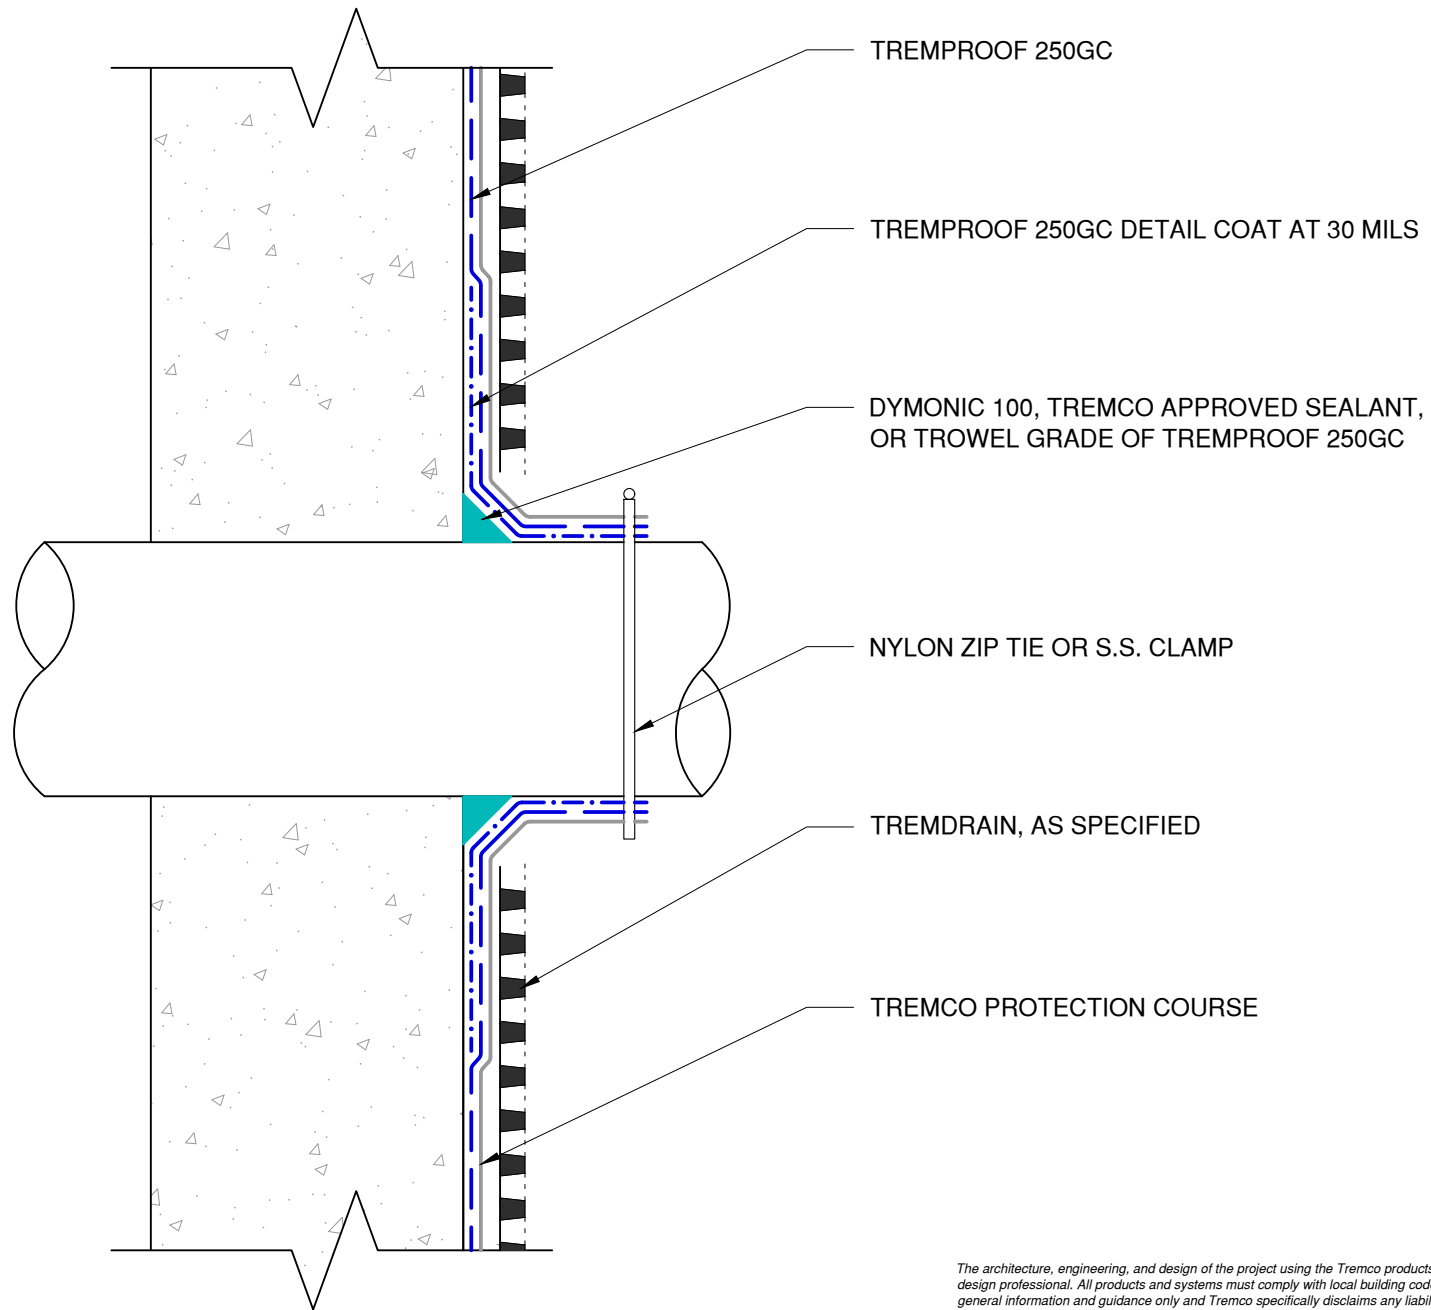 TREMPROOF 250GC
TREMPROOF 250GC DETAIL COAT AT 30 MILS
DYMONIC 100, TREMCO APPROVED SEALANT,
OR TROWEL GRADE OF TREMPROOF 250GC
NYLON ZIP TIE OR S.S. CLAMP
TREMDRAIN, AS SPECIFIED
TREMCO PROTECTION COURSE
The architecture, engineering, and design of the project using the Tremco products
design professional. All products and systems must comply with local building
general information and guidance only and Tremco specifically disclaims any